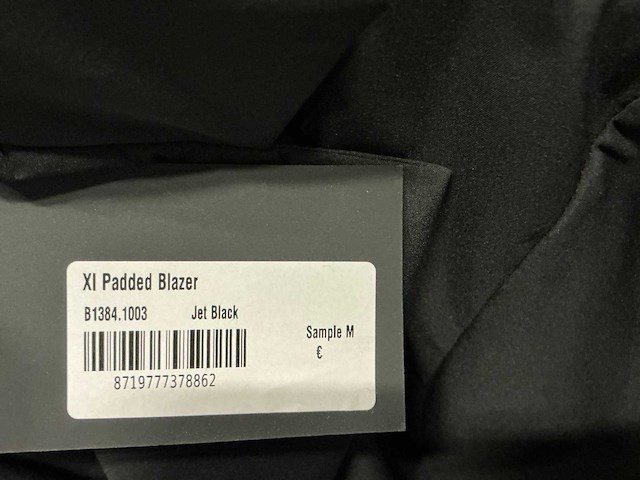 XI Padded Blazer
B1384.1003 Jet Black
Sample M
€
8719777378862